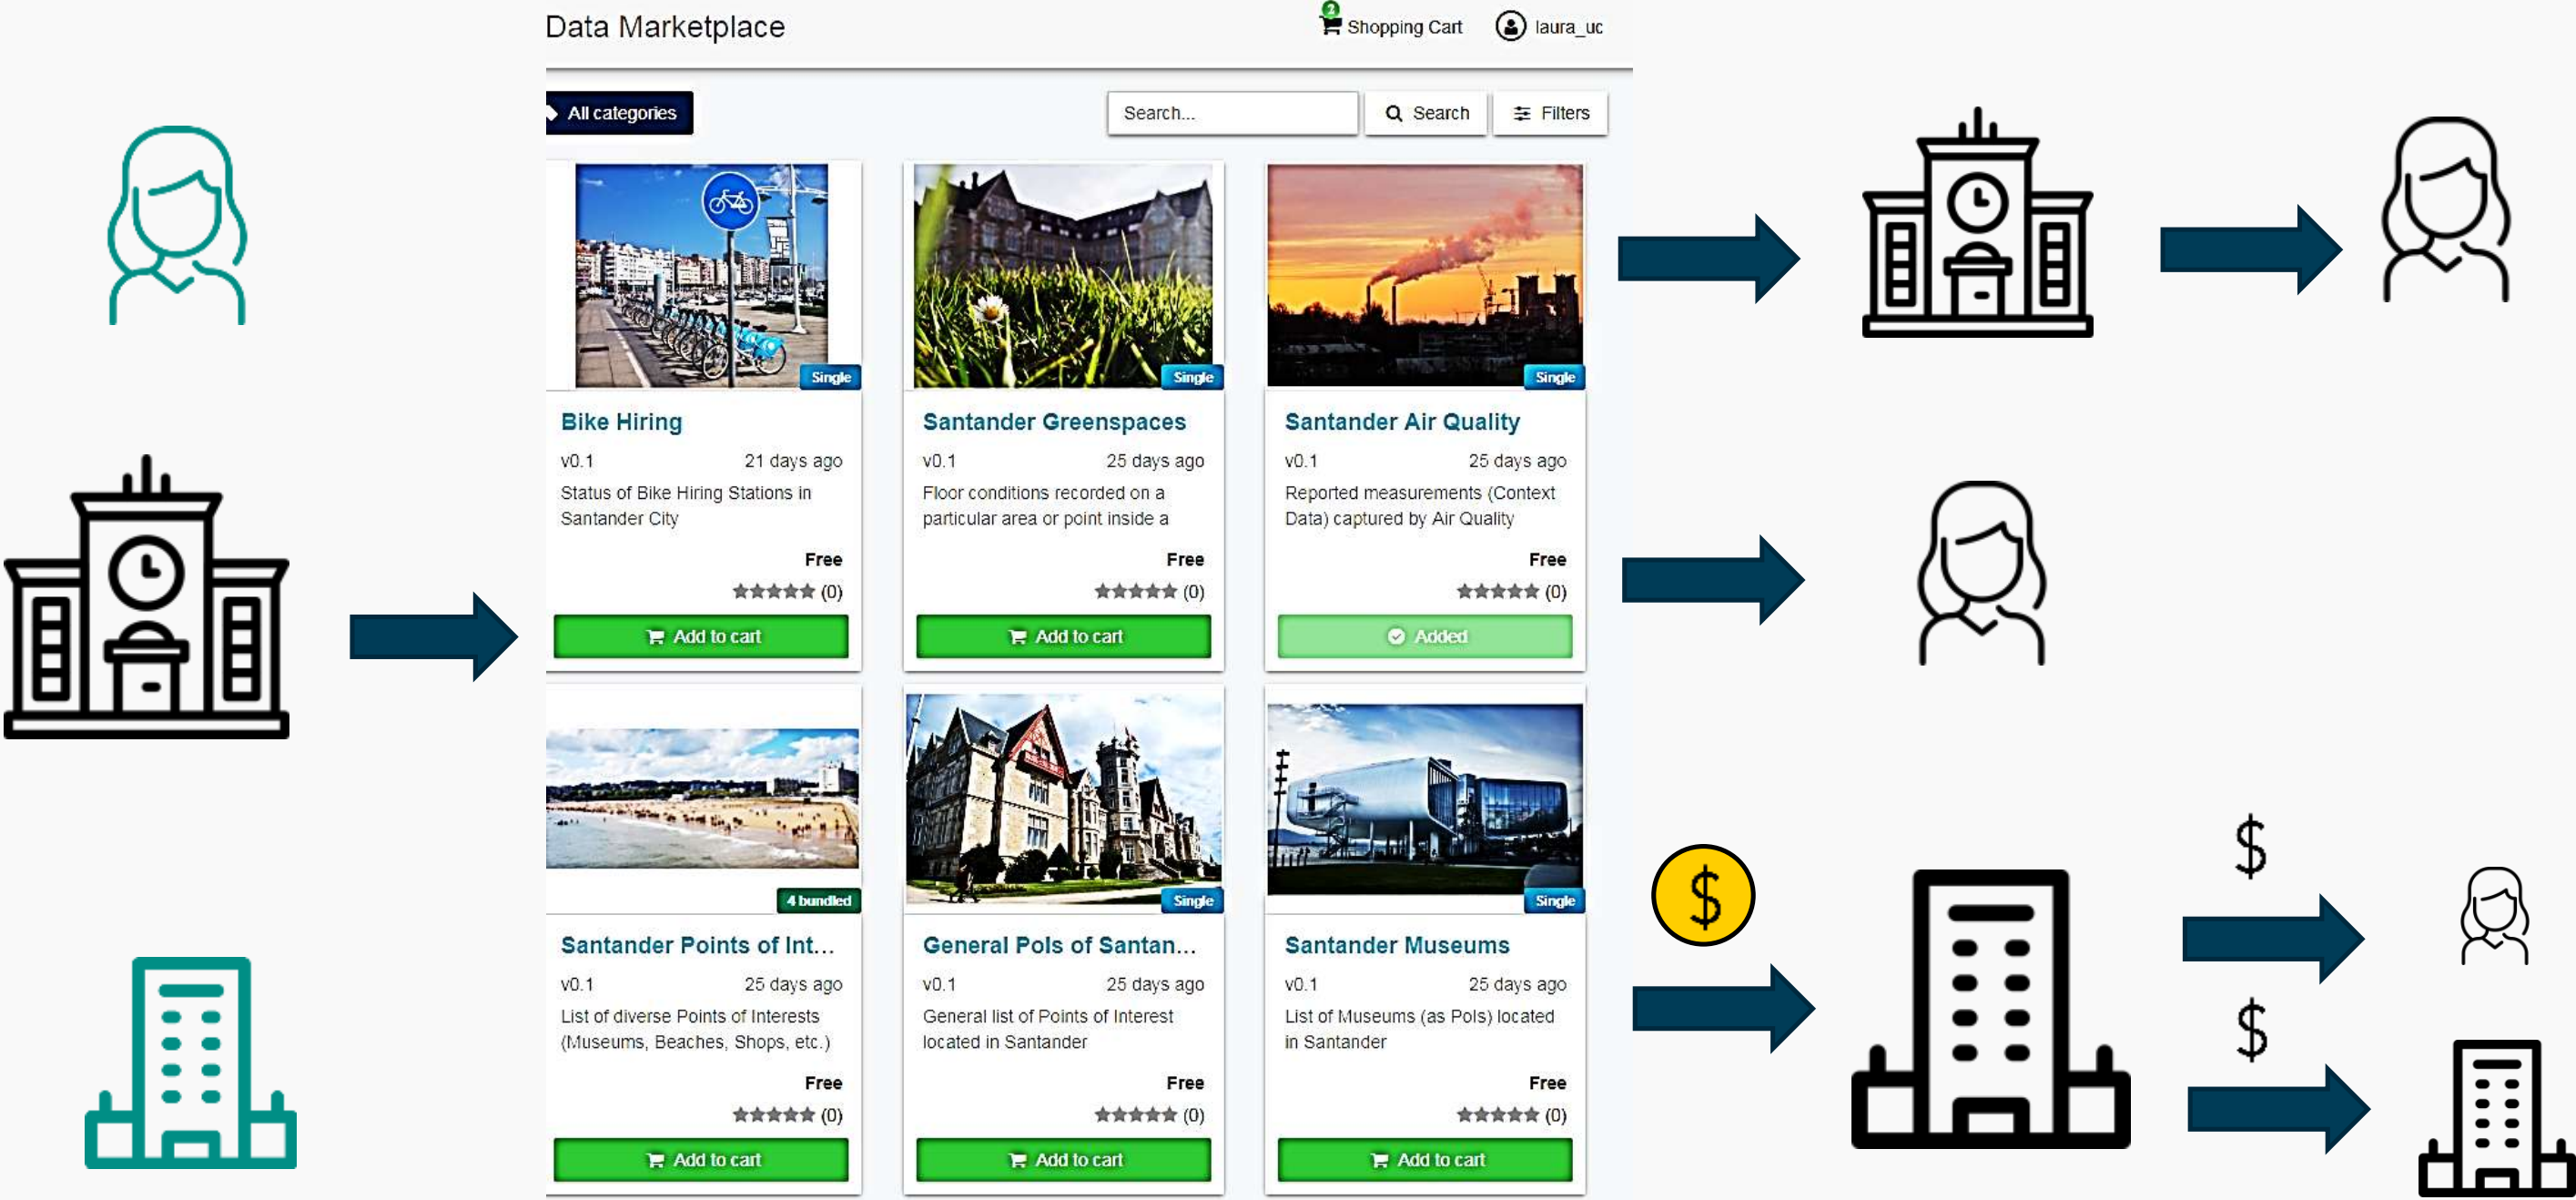 Data Marketplace
2
Shopping Cart
laura_uc
All categories
Search...
Search
Filters
Single
Single
Single
Bike Hiring
v0.1
21 days ago
Status of Bike Hiring Stations in
Santander City
Free
(0)
Add to cart
Santander Greenspaces
v0.1
25 days ago
Floor conditions recorded on a
particular area or point inside a
Free
(0)
Add to cart
Santander Air Quality
v0.1
25 days ago
Reported measurements (Context
Data) captured by Air Quality
Free
(0)
Added
4 bundled
Single
Single
Santander Points of Int...
v0.1
25 days ago
List of diverse Points of Interests
(Museums, Beaches, Shops, etc.)
Free
(0)
Add to cart
General PoIs of Santan...
v0.1
25 days ago
General list of Points of Interest
located in Santander
Free
(0)
Add to cart
Santander Museums
v0.1
25 days ago
List of Museums (as PoIs) located
in Santander
Free
(0)
Add to cart
$
$
$